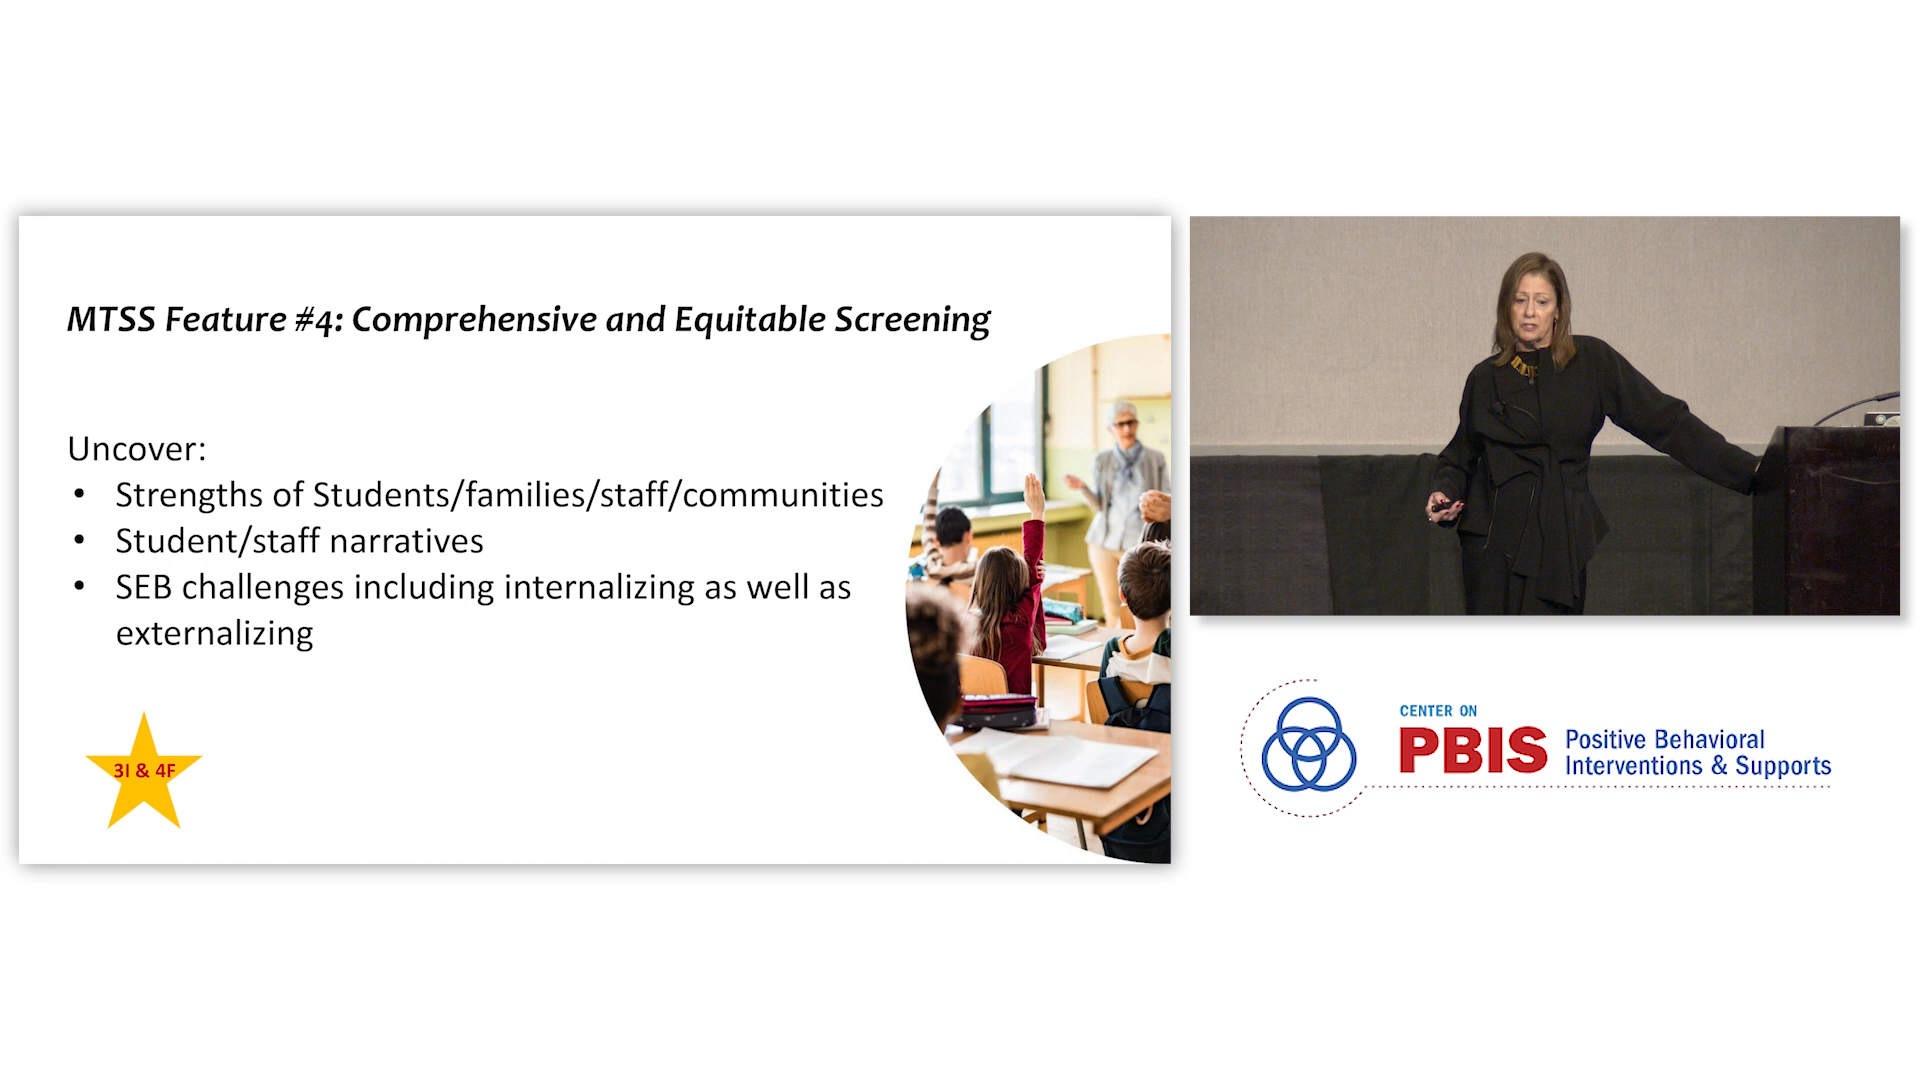 MTSS Feature #4: Comprehensive and Equitable Screening
Uncover:
• Strengths of Students/families/staff/communities
• Student/staff narratives
• SEB challenges including internalizing as well as
externalizing
3I & 4F
CENTER ON
PBIS
Positive Behavioral
Interventions & Supports